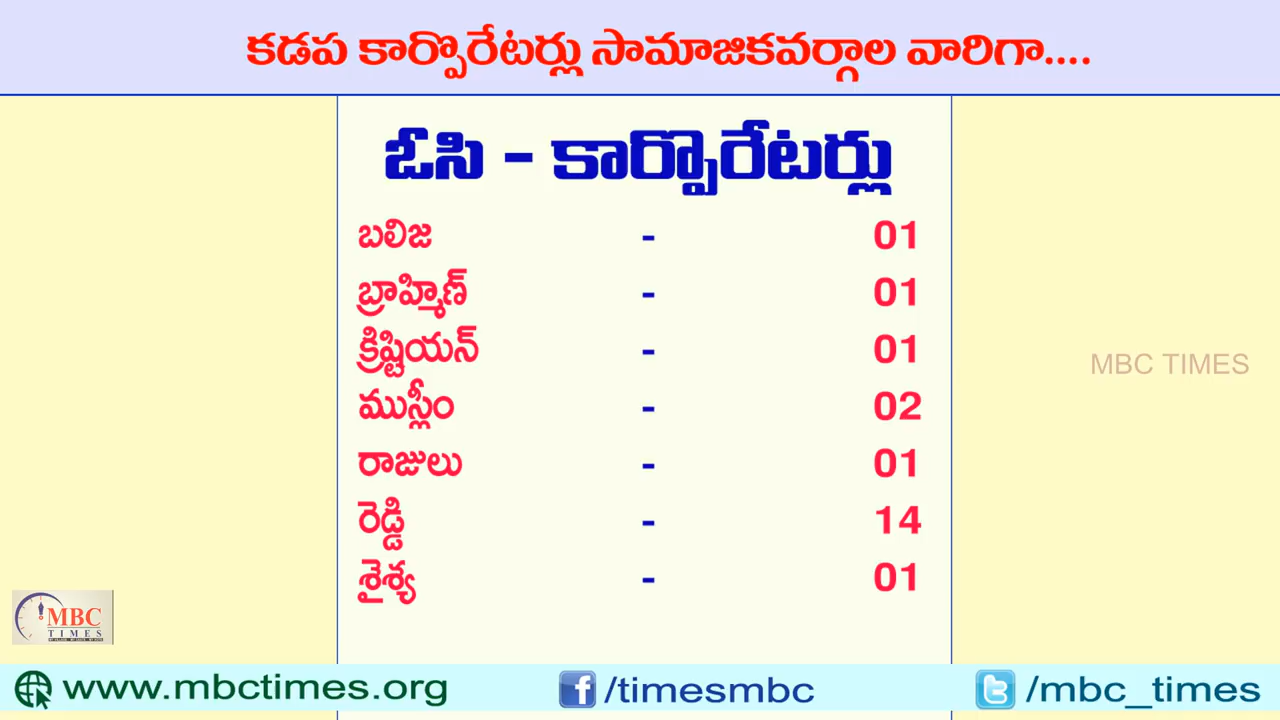 కడప కార్పొరేటర్లు సామాజికవర్గాల వారిగా....
ఓసి - కార్పొరేటర్లు
బలిజ - 01
బ్రాహ్మిణ్ - 01
క్రిష్టియన్ - 01
ముస్లీం - 02
రాజులు - 01
రెడ్డి - 14
శైశ్య - 01
MBC TIMES
MBC
TIMES
www.mbctimes.org /timesmbc /mbc_times